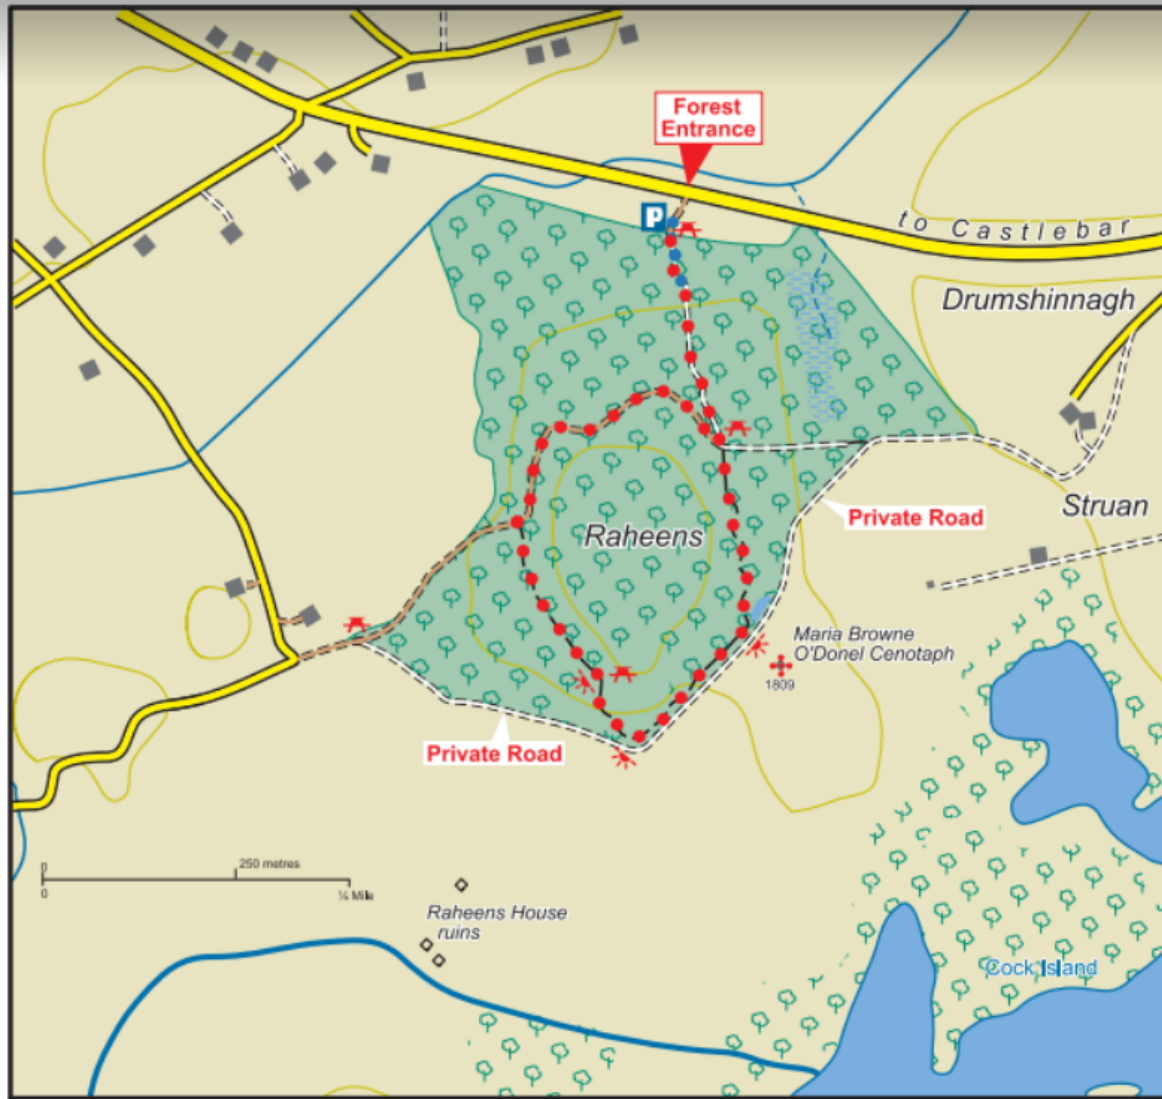 Forest
Entrance
P
to Castlebar
Drumshinnagh
Struan
Private Road
Raheens
Maria Browne
O'Donel Cenotaph
1809
Private Road
0
250 metres
0
¼ Mile
Raheens House
ruins
Cock Island